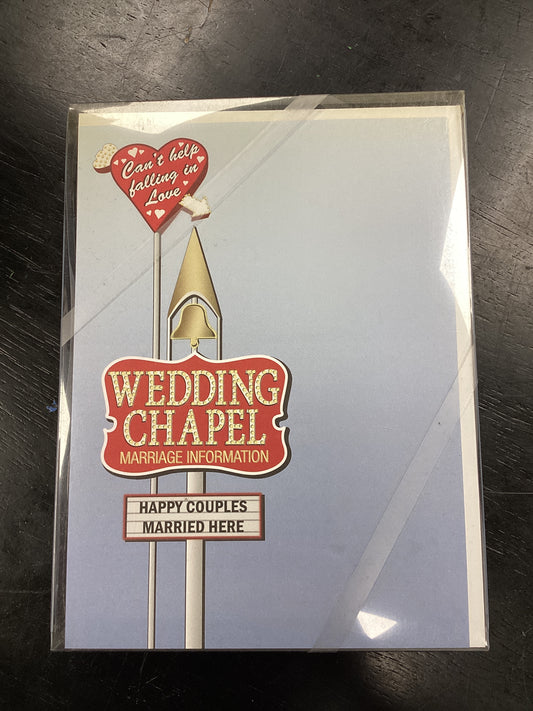 Can't help
falling in
Love
WEDDING
CHAPEL
MARRIAGE INFORMATION
HAPPY COUPLES
MARRIED HERE